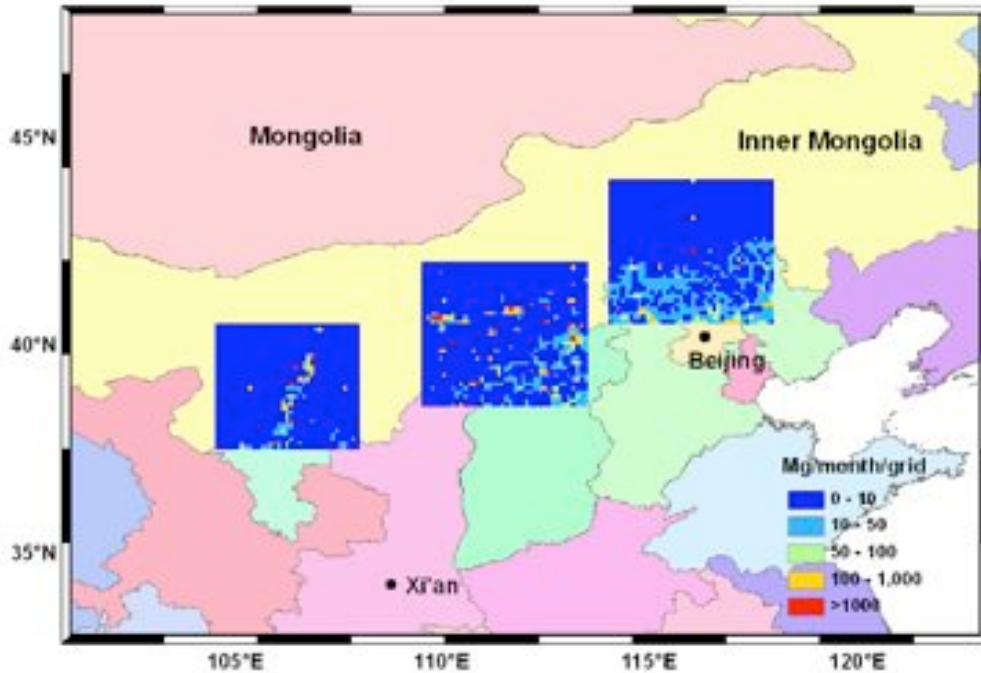 Mongolia
45°N
Inner Mongolia
40°N
Beijing
Mg/month/grid
0 - 10
10 - 50
35°N
50 - 100
Xi'an
100 - 1,000
>1000
105°E
110°E
115°E
120°E